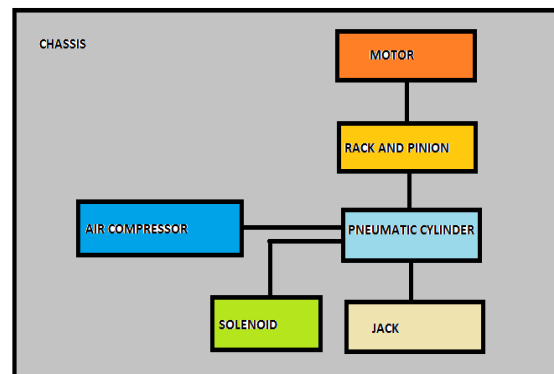 CHASSIS
MOTOR
RACK AND PINION
AIR COMPRESSOR
PNEUMATIC CYLINDER
SOLENOID
JACK